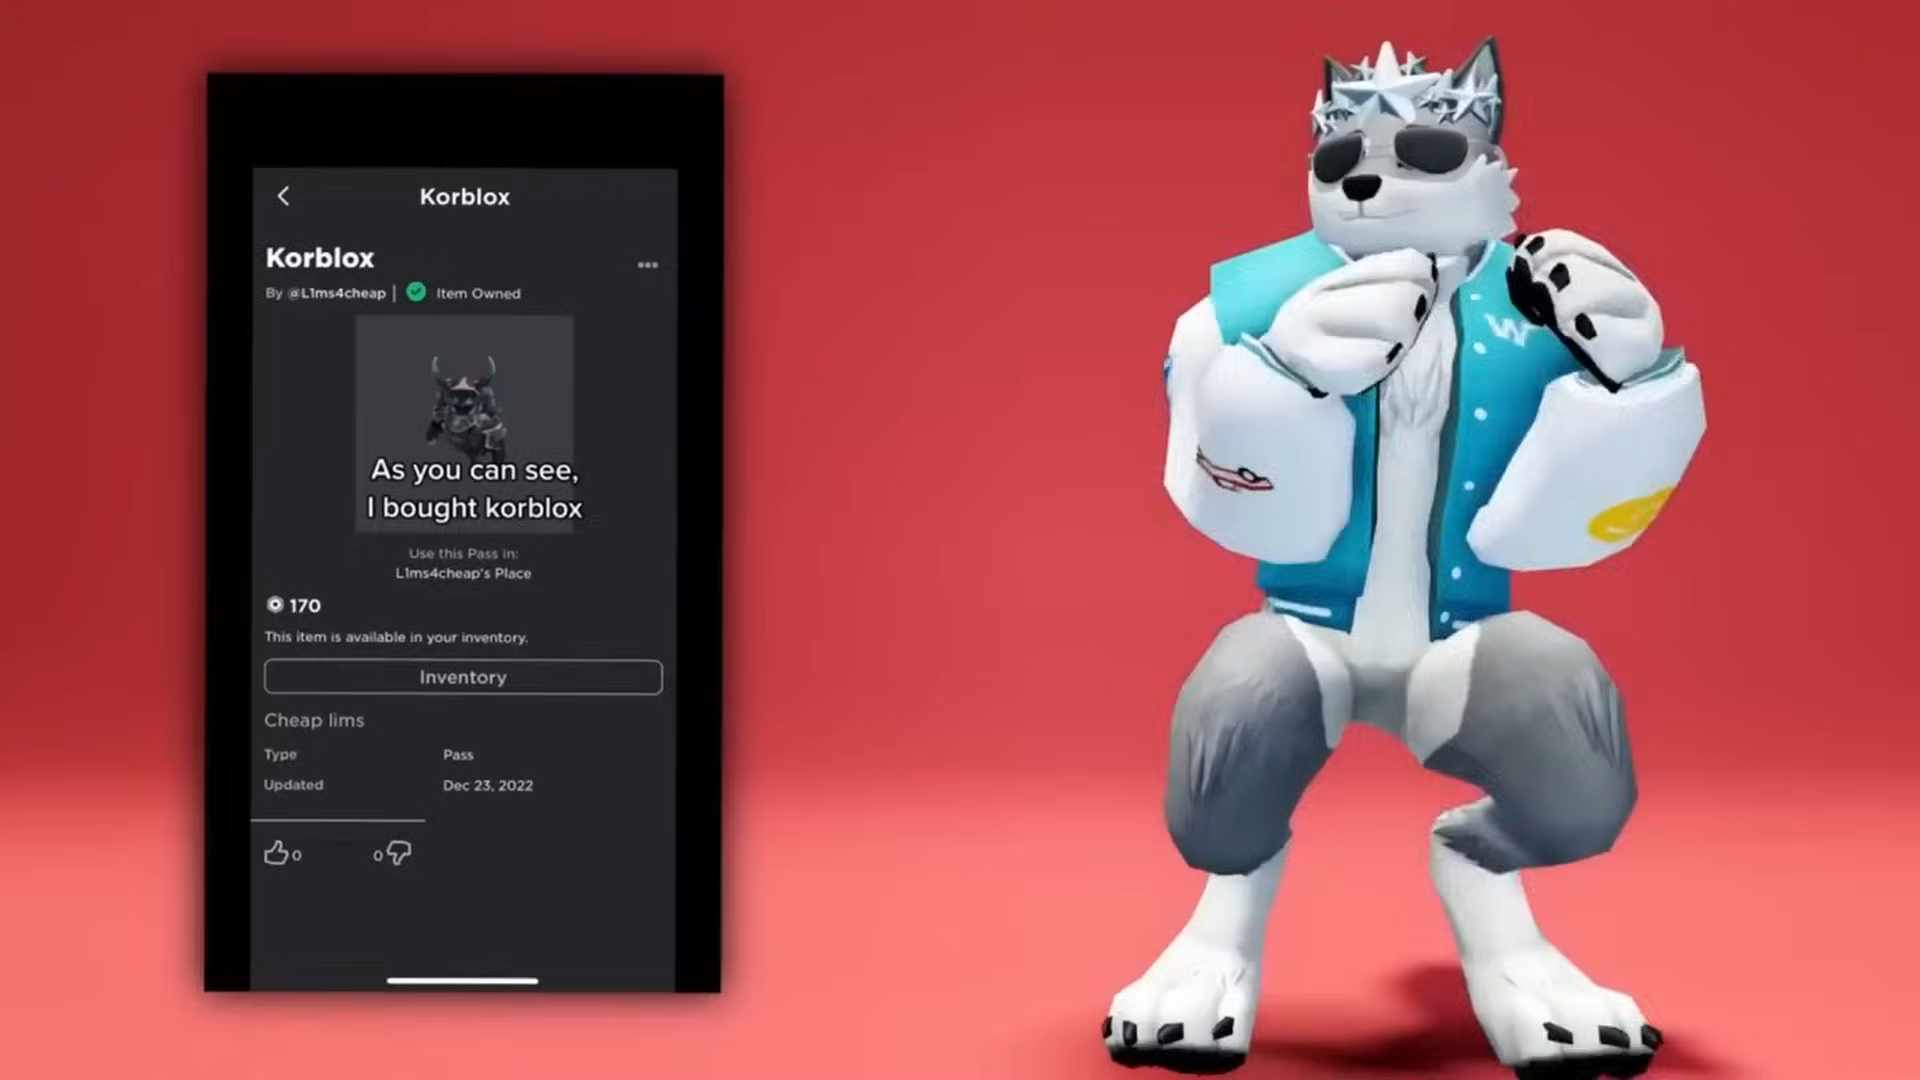 Korblox
Korblox
By @L1ms4cheap | Item Owned
As you can see,
I bought korblox
Use this Pass in:
L1ms4cheap's Place
170
This item is available in your inventory.
Inventory
Cheap lims
Type Pass
Updated Dec 23, 2022
0 0
W